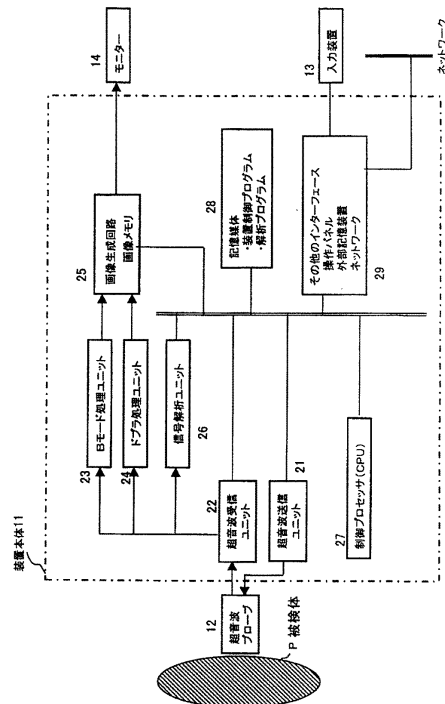 装置本体11
P 被検体
12
超音波
プローブ
22
超音波受信
ユニット
21
超音波送信
ユニット
23
Bモード処理ユニット
24
ドプラ処理ユニット
26
信号解析ユニット
25
画像生成回路
画像メモリ
14
モニター
27
制御プロセッサ(CPU)
28
記憶媒体
・装置制御プログラム
・解析プログラム
29
その他のインターフェース
操作パネル
外部記憶装置
ネットワーク
13
入力装置
ネットワーク